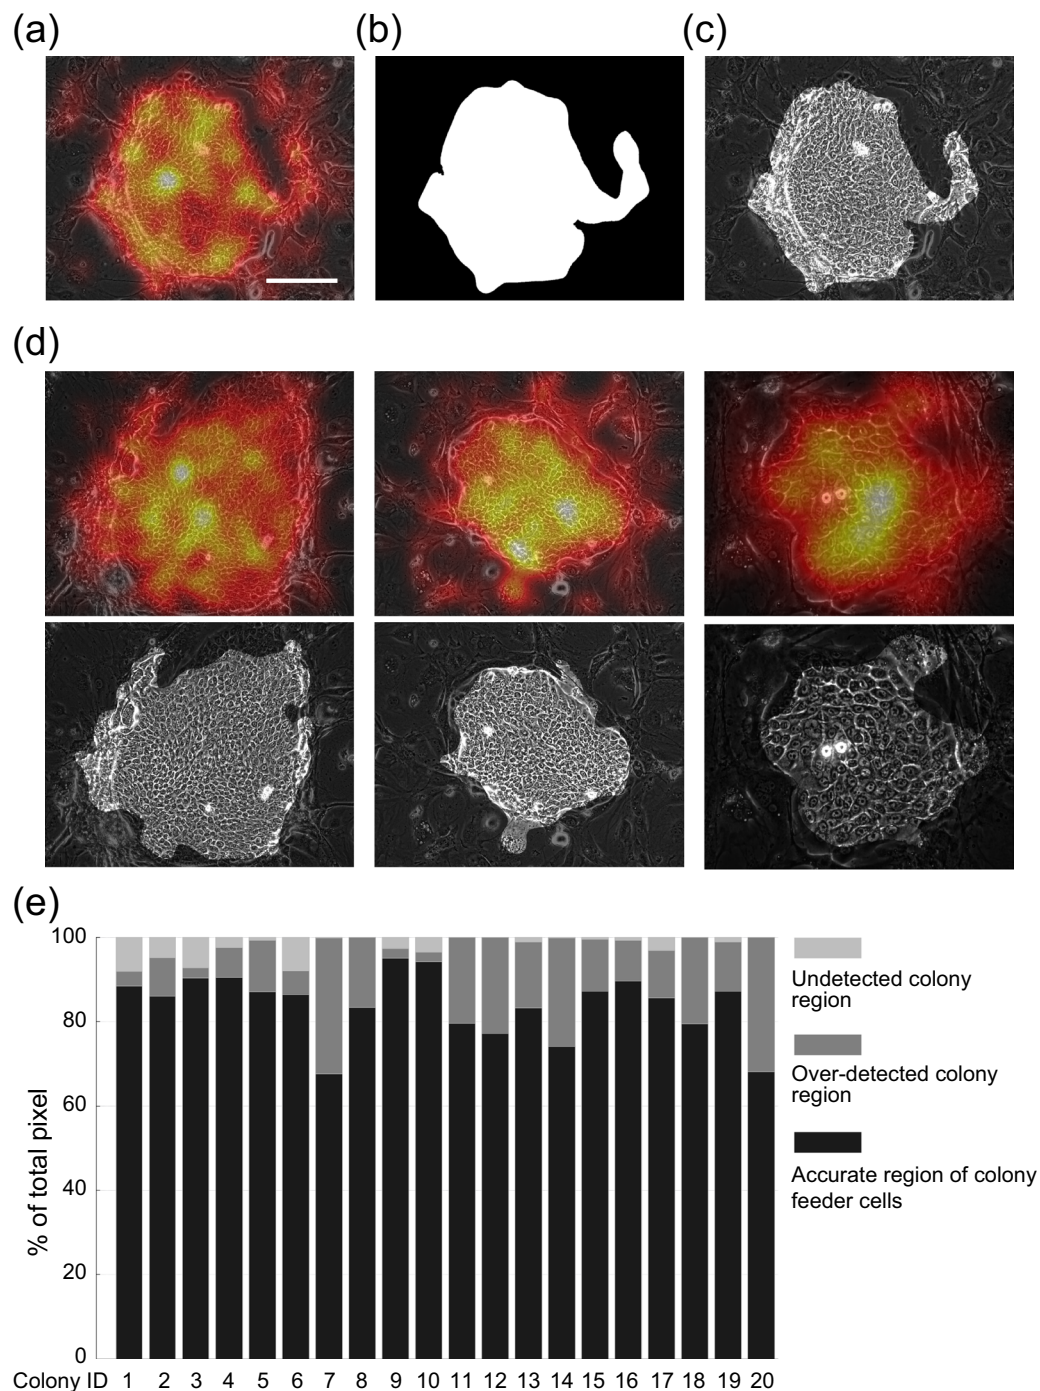 (a)
(b)
(c)
(d)
(e)
100
80
60
40
20
0
% of total pixel
Colony ID 1 2 3 4 5 6 7 8 9 10 11 12 13 14 15 16 17 18 19 20
Undetected colony
region
Over-detected colony
region
Accurate region of colony
feeder cells